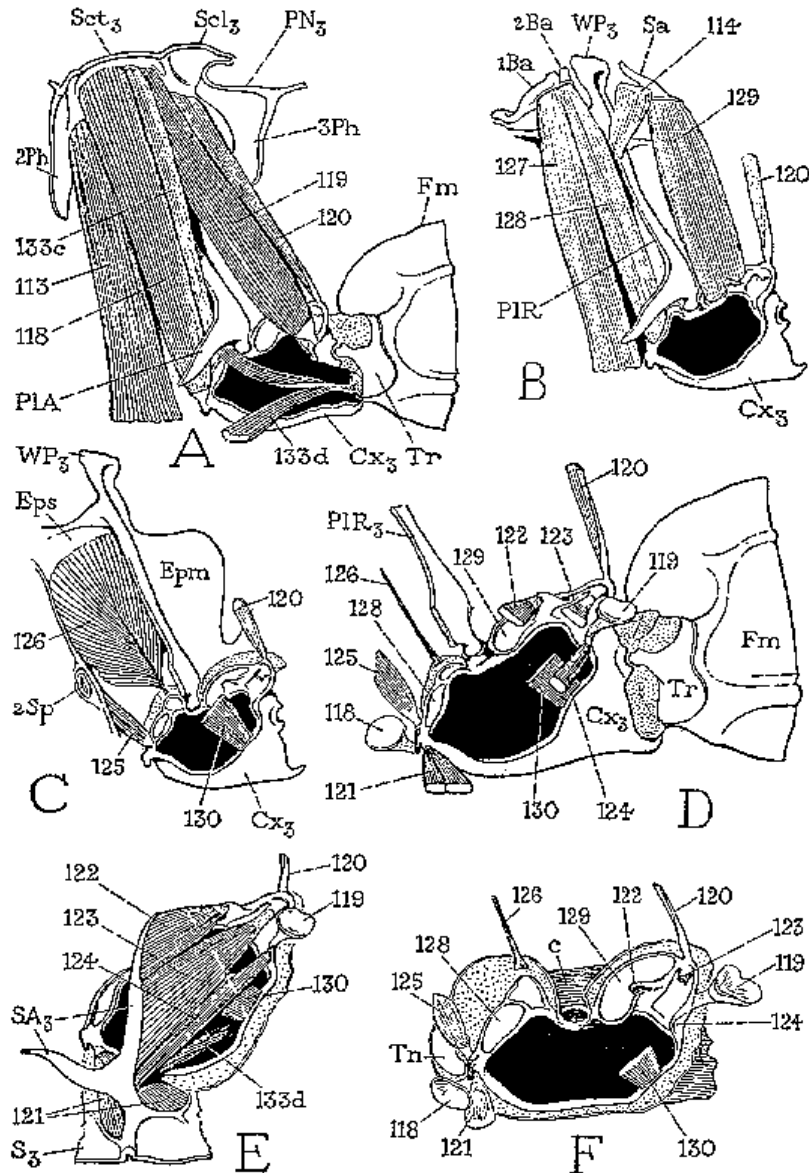 Sct3 Scl3 PN3
2Ph 3Ph
119
Fm
133c 120
113
118
PlA
A 133d Cx3 Tr
2Ba WP3 Sa 114
1Ba 129
127 120
128
PlR
B
Cx3
WP3
Eps
Epm
126 120
2Sp
125 130
C Cx3
120
PlR3 122 123
129 119
126
128
125 Fm
118 Tr
Cx3
121 130 124 D
120
122 119
123
124 130
SA3
121 133d
S3 E
126 122 120
129
128 c 123
125 119
124
Tn
118
121 F 130